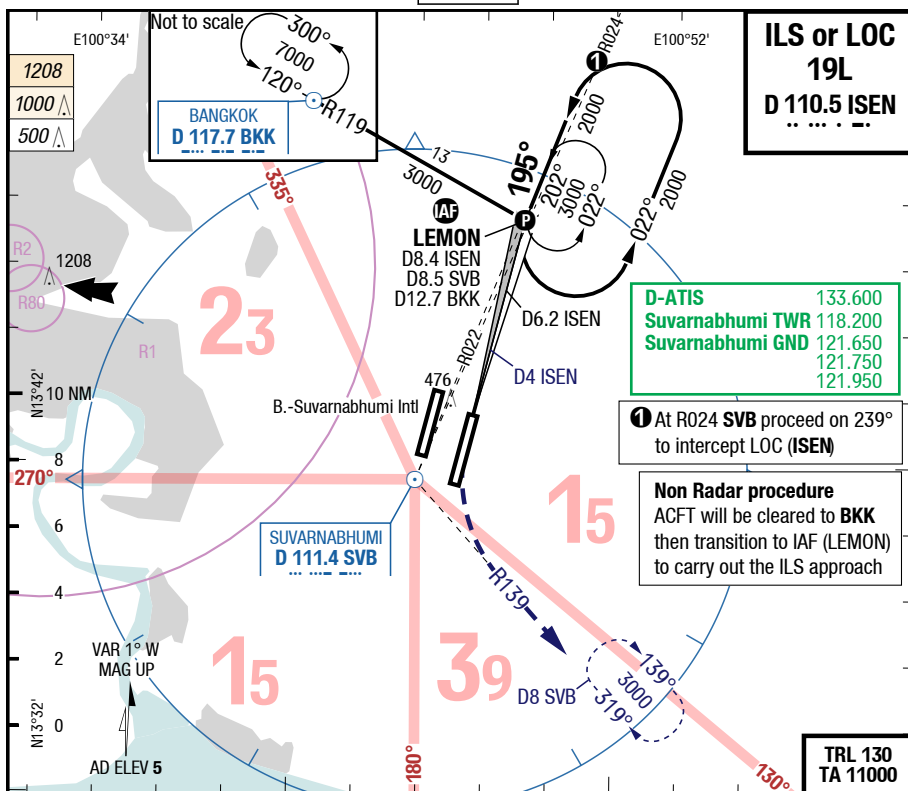 E100°34'
Not to scale
300°
7000
120°
R119
BANGKOK
D 117.7 BKK
1208
1000
500
R024
E100°52'
1
2000
ILS or LOC
19L
D 110.5 ISEN
13
3000
195°
202°
3000
022°
022°
2000
335°
IAF
P
LEMON
D8.4 ISEN
D8.5 SVB
D12.7 BKK
R2
1208
R80
R1
23
D6.2 ISEN
R022
D4 ISEN
D-ATIS 133.600
Suvarnabhumi TWR 118.200
Suvarnabhumi GND 121.650
121.750
121.950
N13°42'
10 NM
476
B.-Suvarnabhumi Intl
1 At R024 SVB proceed on 239°
to intercept LOC (ISEN)
8
270°
6
4
2
0
Non Radar procedure
ACFT will be cleared to BKK
then transition to IAF (LEMON)
to carry out the ILS approach
15
SUVARNABHUMI
D 111.4 SVB
R139
VAR 1° W
MAG UP
15
39
D8 SVB
139°
3000
319°
N13°32'
AD ELEV 5
180°
130°
TRL 130
TA 11000